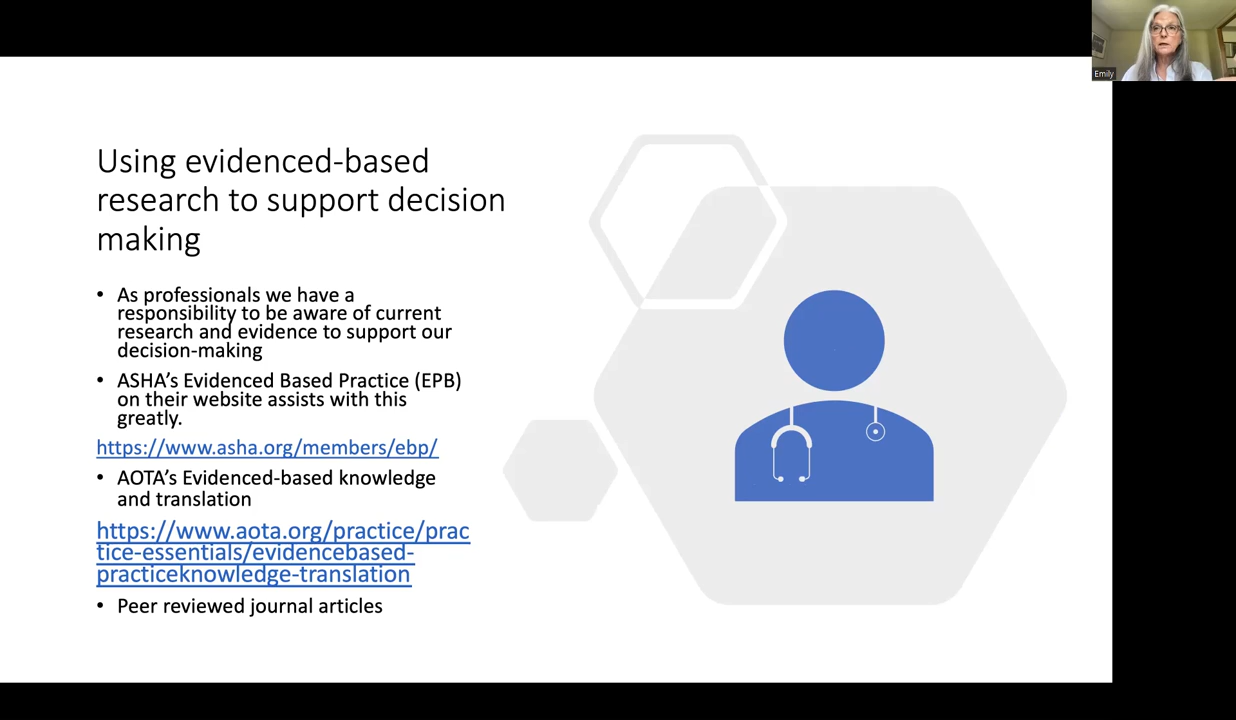 Emily
Using evidenced-based
research to support decision
making
• As professionals we have a
responsibility to be aware of current
research and evidence to support our
decision-making
• ASHA’s Evidenced Based Practice (EPB)
on their website assists with this
greatly.
https://www.asha.org/members/ebp/
• AOTA’s Evidenced-based knowledge
and translation
https://www.aota.org/practice/prac
tice-essentials/evidencebased-
practiceknowledge-translation
• Peer reviewed journal articles